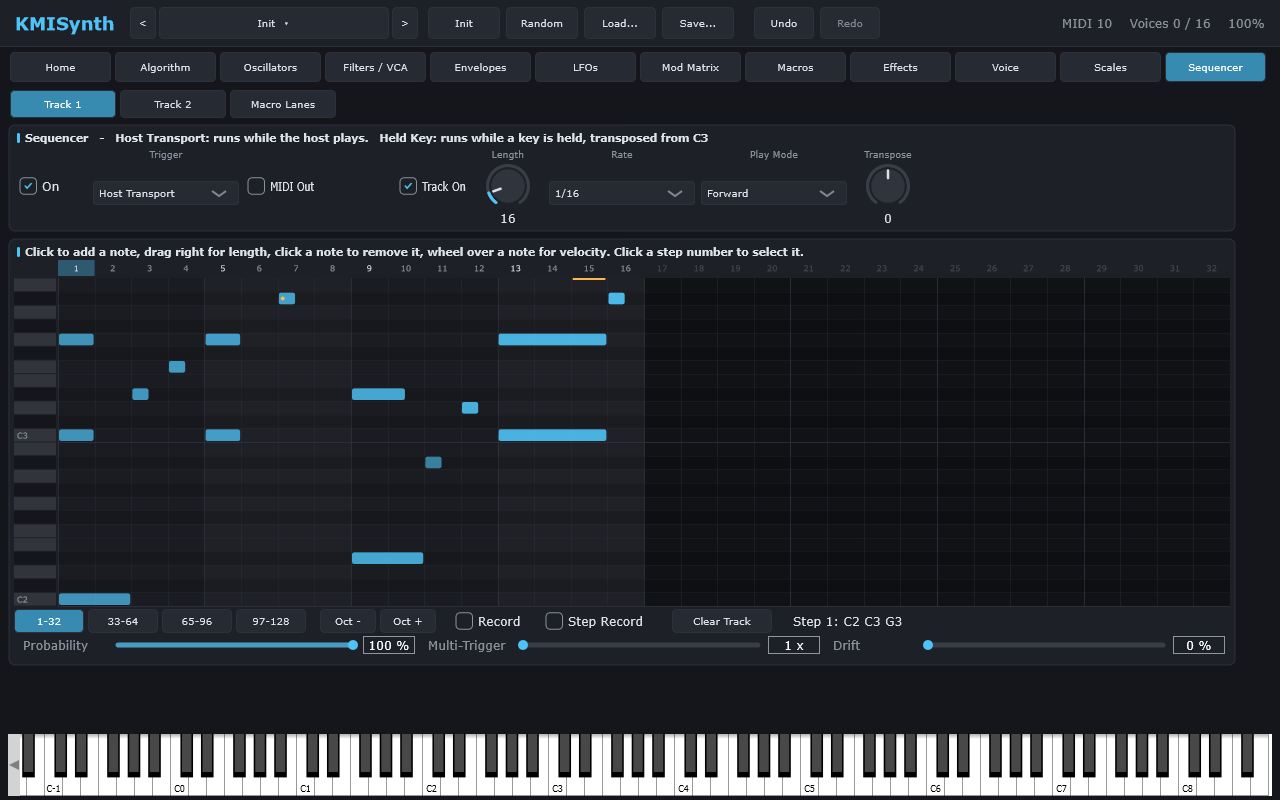 KMISynth < Init > Init Random Load... Save... Undo Redo MIDI 10 Voices 0 / 16 100%
Home Algorithm Oscillators Filters / VCA Envelopes LFOs Mod Matrix Macros Effects Voice Scales Sequencer
Track 1 Track 2 Macro Lanes
Sequencer - Host Transport: runs while the host plays. Held Key: runs while a key is held, transposed from C3
Trigger Length Rate Play Mode Transpose
On Host Transport MIDI Out Track On 1/16 Forward
16 0
Click to add a note, drag right for length, click a note to remove it, wheel over a note for velocity. Click a step number to select it.
1 2 3 4 5 6 7 8 9 10 11 12 13 14 15 16 17 18 19 20 21 22 23 24 25 26 27 28 29 30 31 32
C3
C2
1-32 33-64 65-96 97-128 Oct - Oct + Record Step Record Clear Track Step 1: C2 C3 G3
Probability 100 % Multi-Trigger 1 x Drift 0 %
C-1 C0 C1 C2 C3 C4 C5 C6 C7 C8